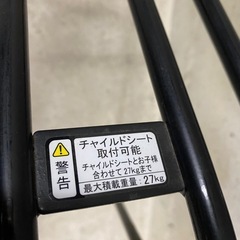 警告
チャイルドシート
取付可能
チャイルドシートとお子様
合わせて27kgまで
最大積載重量:27kg